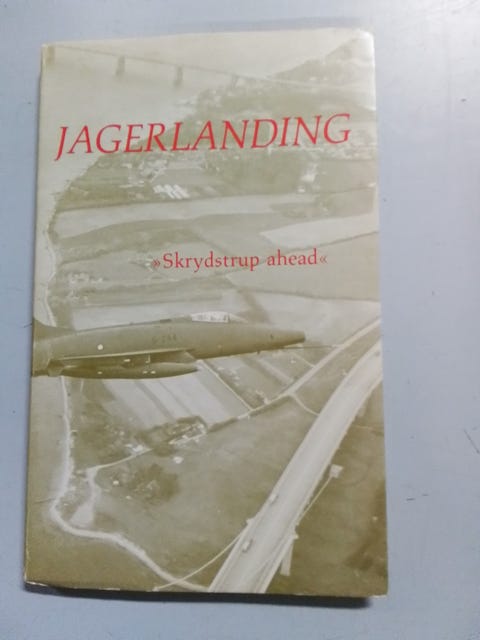 JAGERLANDING
»Skrydstrup ahead«